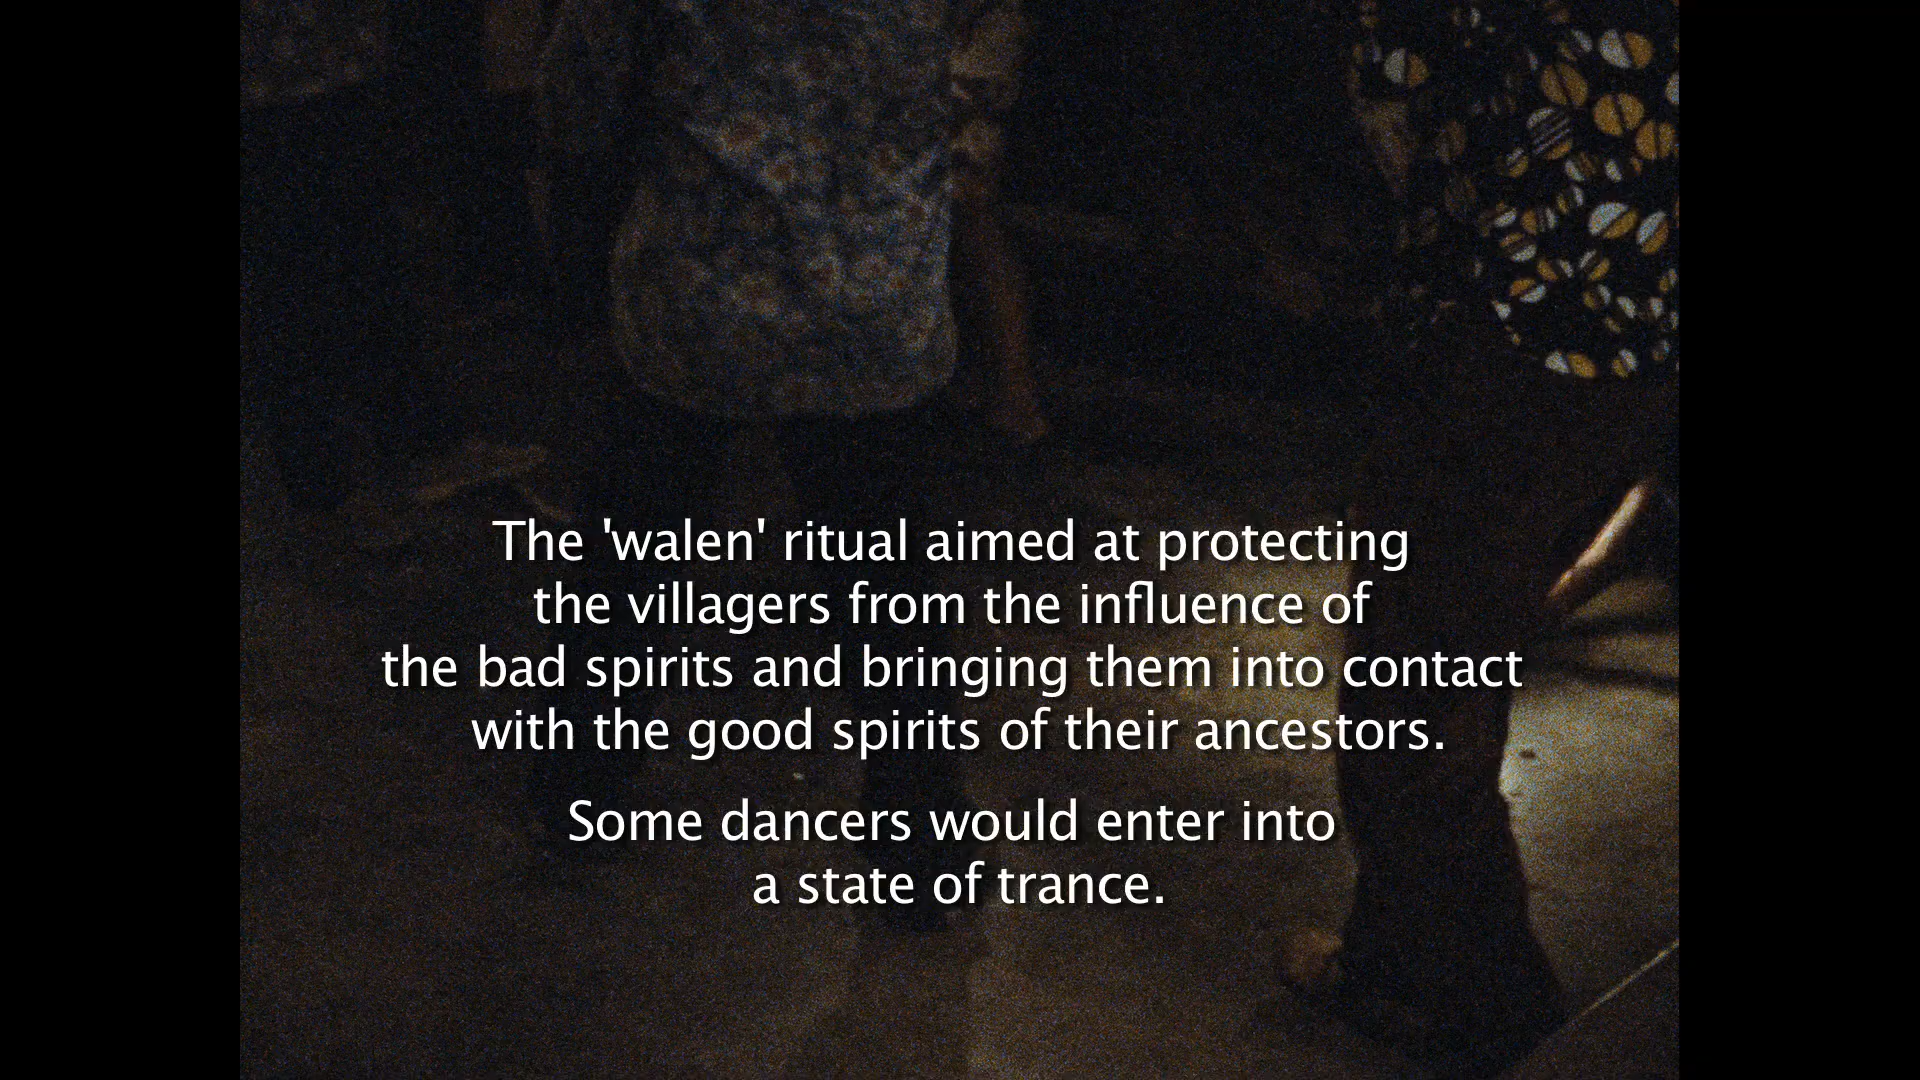 The 'walen' ritual aimed at protecting
the villagers from the influence of
the bad spirits and bringing them into contact
with the good spirits of their ancestors.
Some dancers would enter into
a state of trance.